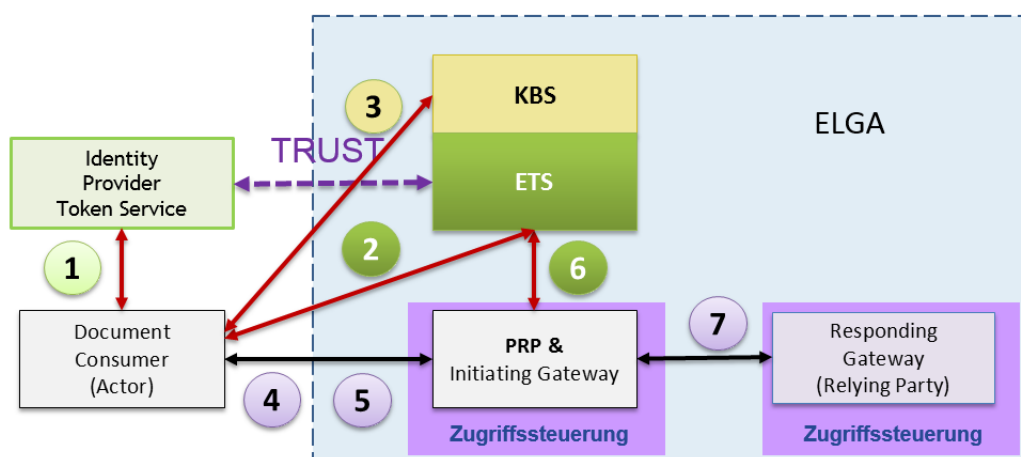 KBS
3
ELGA
TRUST
Identity
Provider
Token Service
ETS
1
2
6
Document
Consumer
(Actor)
PRP &
Initiating Gateway
7
Responding
Gateway
(Relying Party)
4
5
Zugriffssteuerung
Zugriffssteuerung